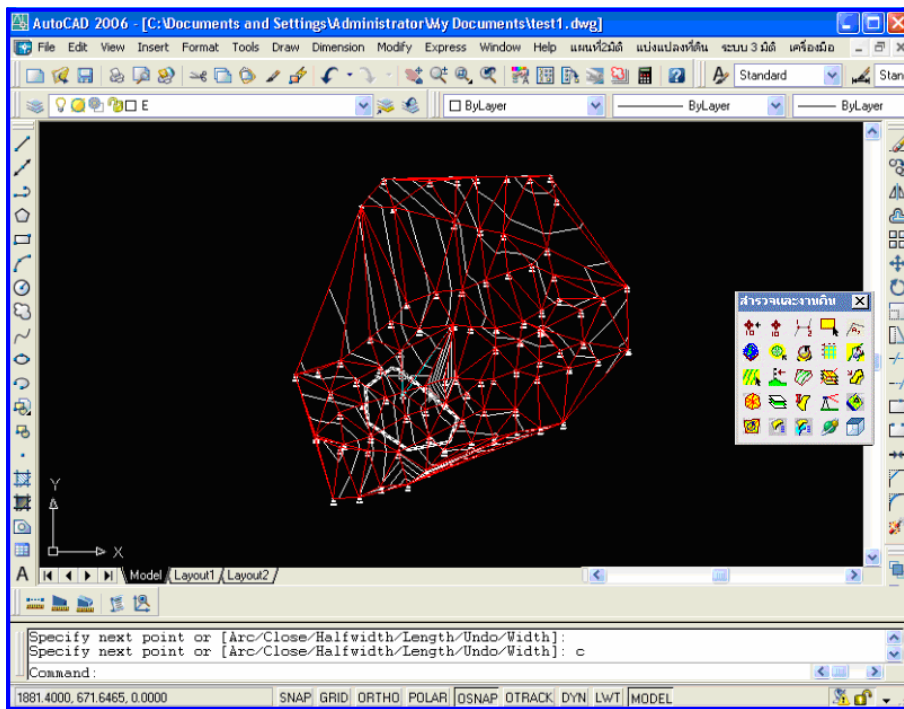 AutoCAD 2006 - [C:\Documents and Settings\Administrator\My Documents\test1.dwg]
File Edit View Insert Format Tools Draw Dimension Modify Express Window Help แผนที่2มิติ แบ่งแปลงที่ดิน ระบบ 3 มิติ เครื่องมือ
Standard Stan
E ByLayer ByLayer ByLayer
สำรวจและงานดิน
Y
X
Model Layout1 Layout2
Specify next point or [Arc/Close/Halfwidth/Length/Undo/Width]:
Specify next point or [Arc/Close/Halfwidth/Length/Undo/Width]: c
Command:
1881.4000, 671.6465, 0.0000 SNAP GRID ORTHO POLAR OSNAP OTRACK DYN LWT MODEL